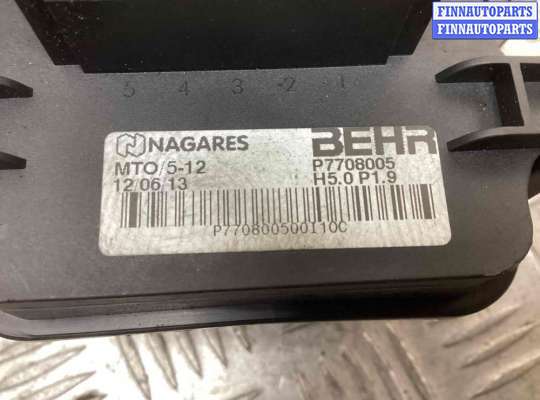 FINNAUTOPARTS
FINNAUTOPARTS
5 4 3 2 1
NAGARES BEHR
MTO/5-12 P7708005
12/06/13 H5.0 P1.9
P770800500110C